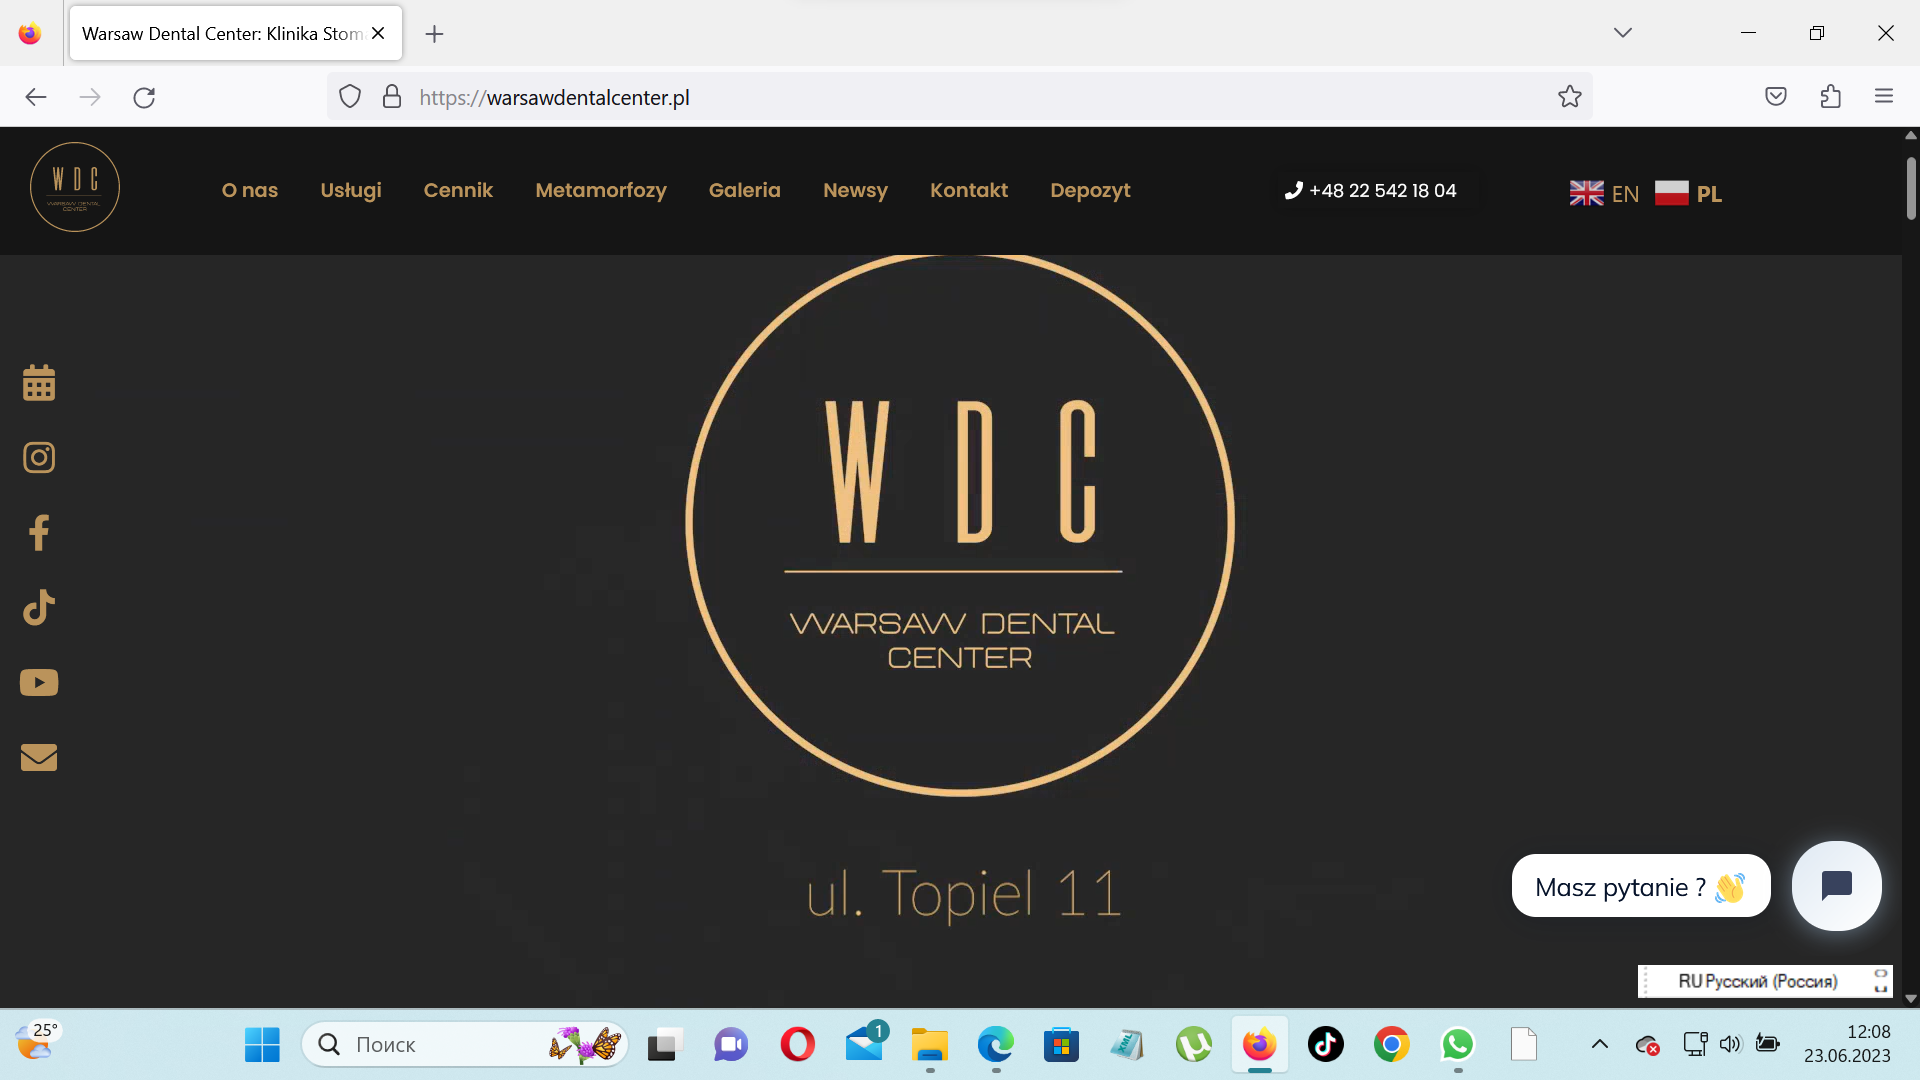 Warsaw Dental Center: Klinika Stom
https://warsawdentalcenter.pl
W D C
WARSAW DENTAL
CENTER
O nas
Usługi
Cennik
Metamorfozy
Galeria
Newsy
Kontakt
Depozyt
+48 22 542 18 04
EN
PL
W D C
WARSAW DENTAL
CENTER
ul. Topiel 11
Masz pytanie ? 👋
RU Русский (Россия)
25°
Поиск
1
XML
12:08
23.06.2023